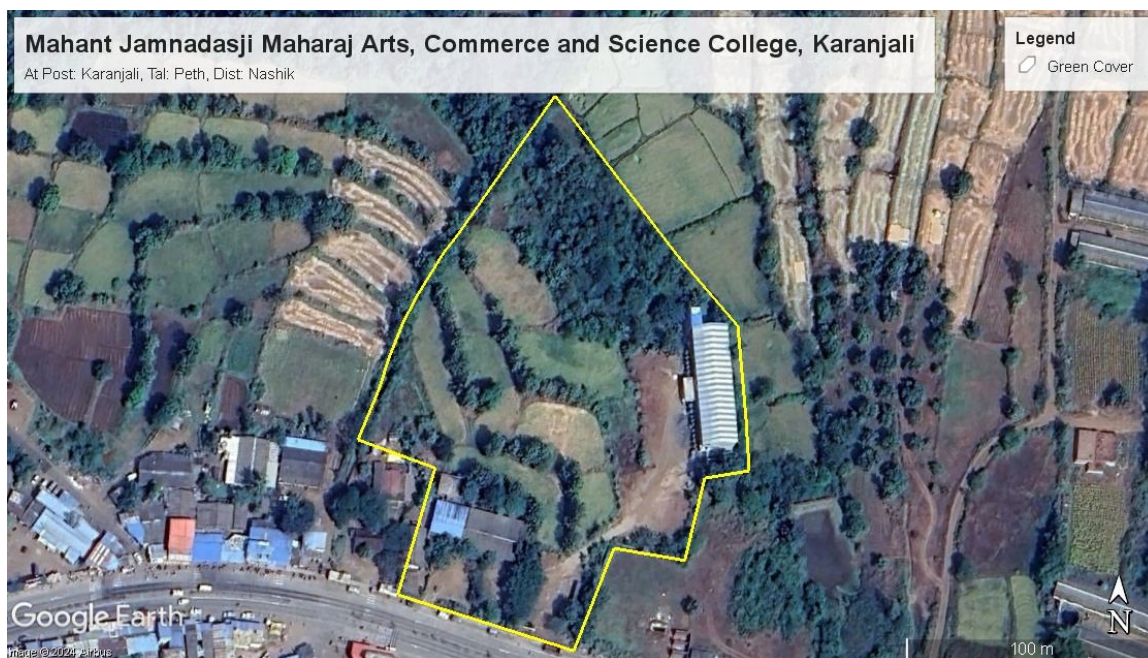 Mahant Jamnadasji Maharaj Arts, Commerce and Science College, Karanjali
At Post: Karanjali, Tal: Peth, Dist: Nashik
Legend
Green Cover
Google Earth
Image © 2024 Airbus
N
100 m